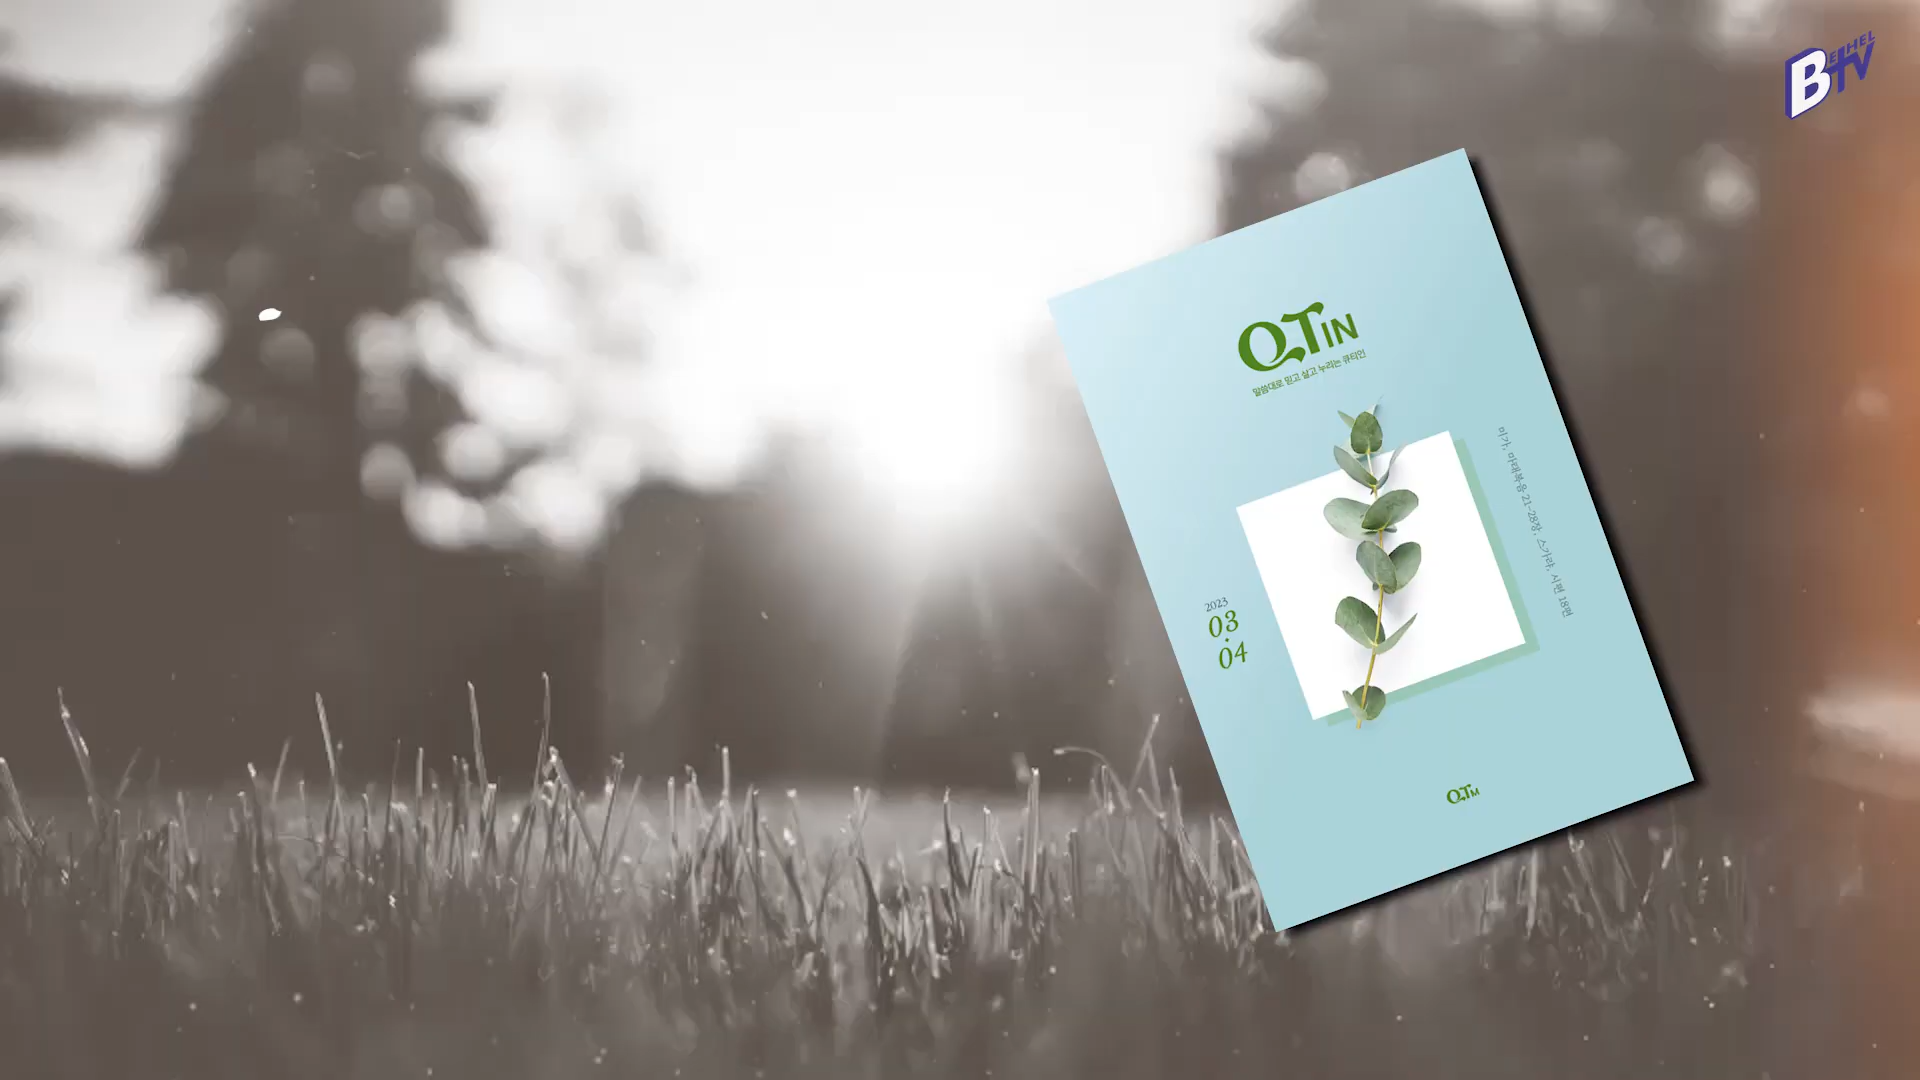 BETHEL TV
QTIN
말씀대로 믿고 살고 누리는 큐티인
미가, 마태복음 21-28장, 스가랴, 시편 18편
2023
03
.
04
QTM